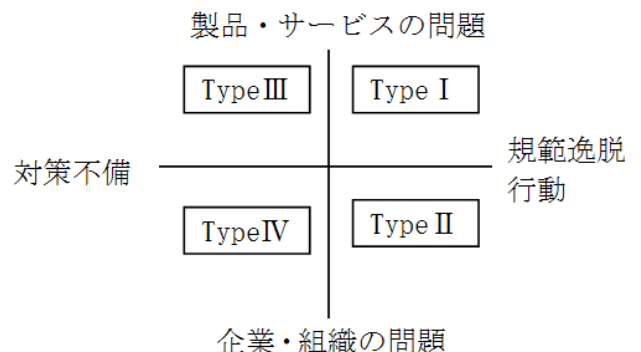 製品・サービスの問題
TypeⅢ
TypeⅠ
対策不備
規範逸脱
行動
TypeⅣ
TypeⅡ
企業・組織の問題